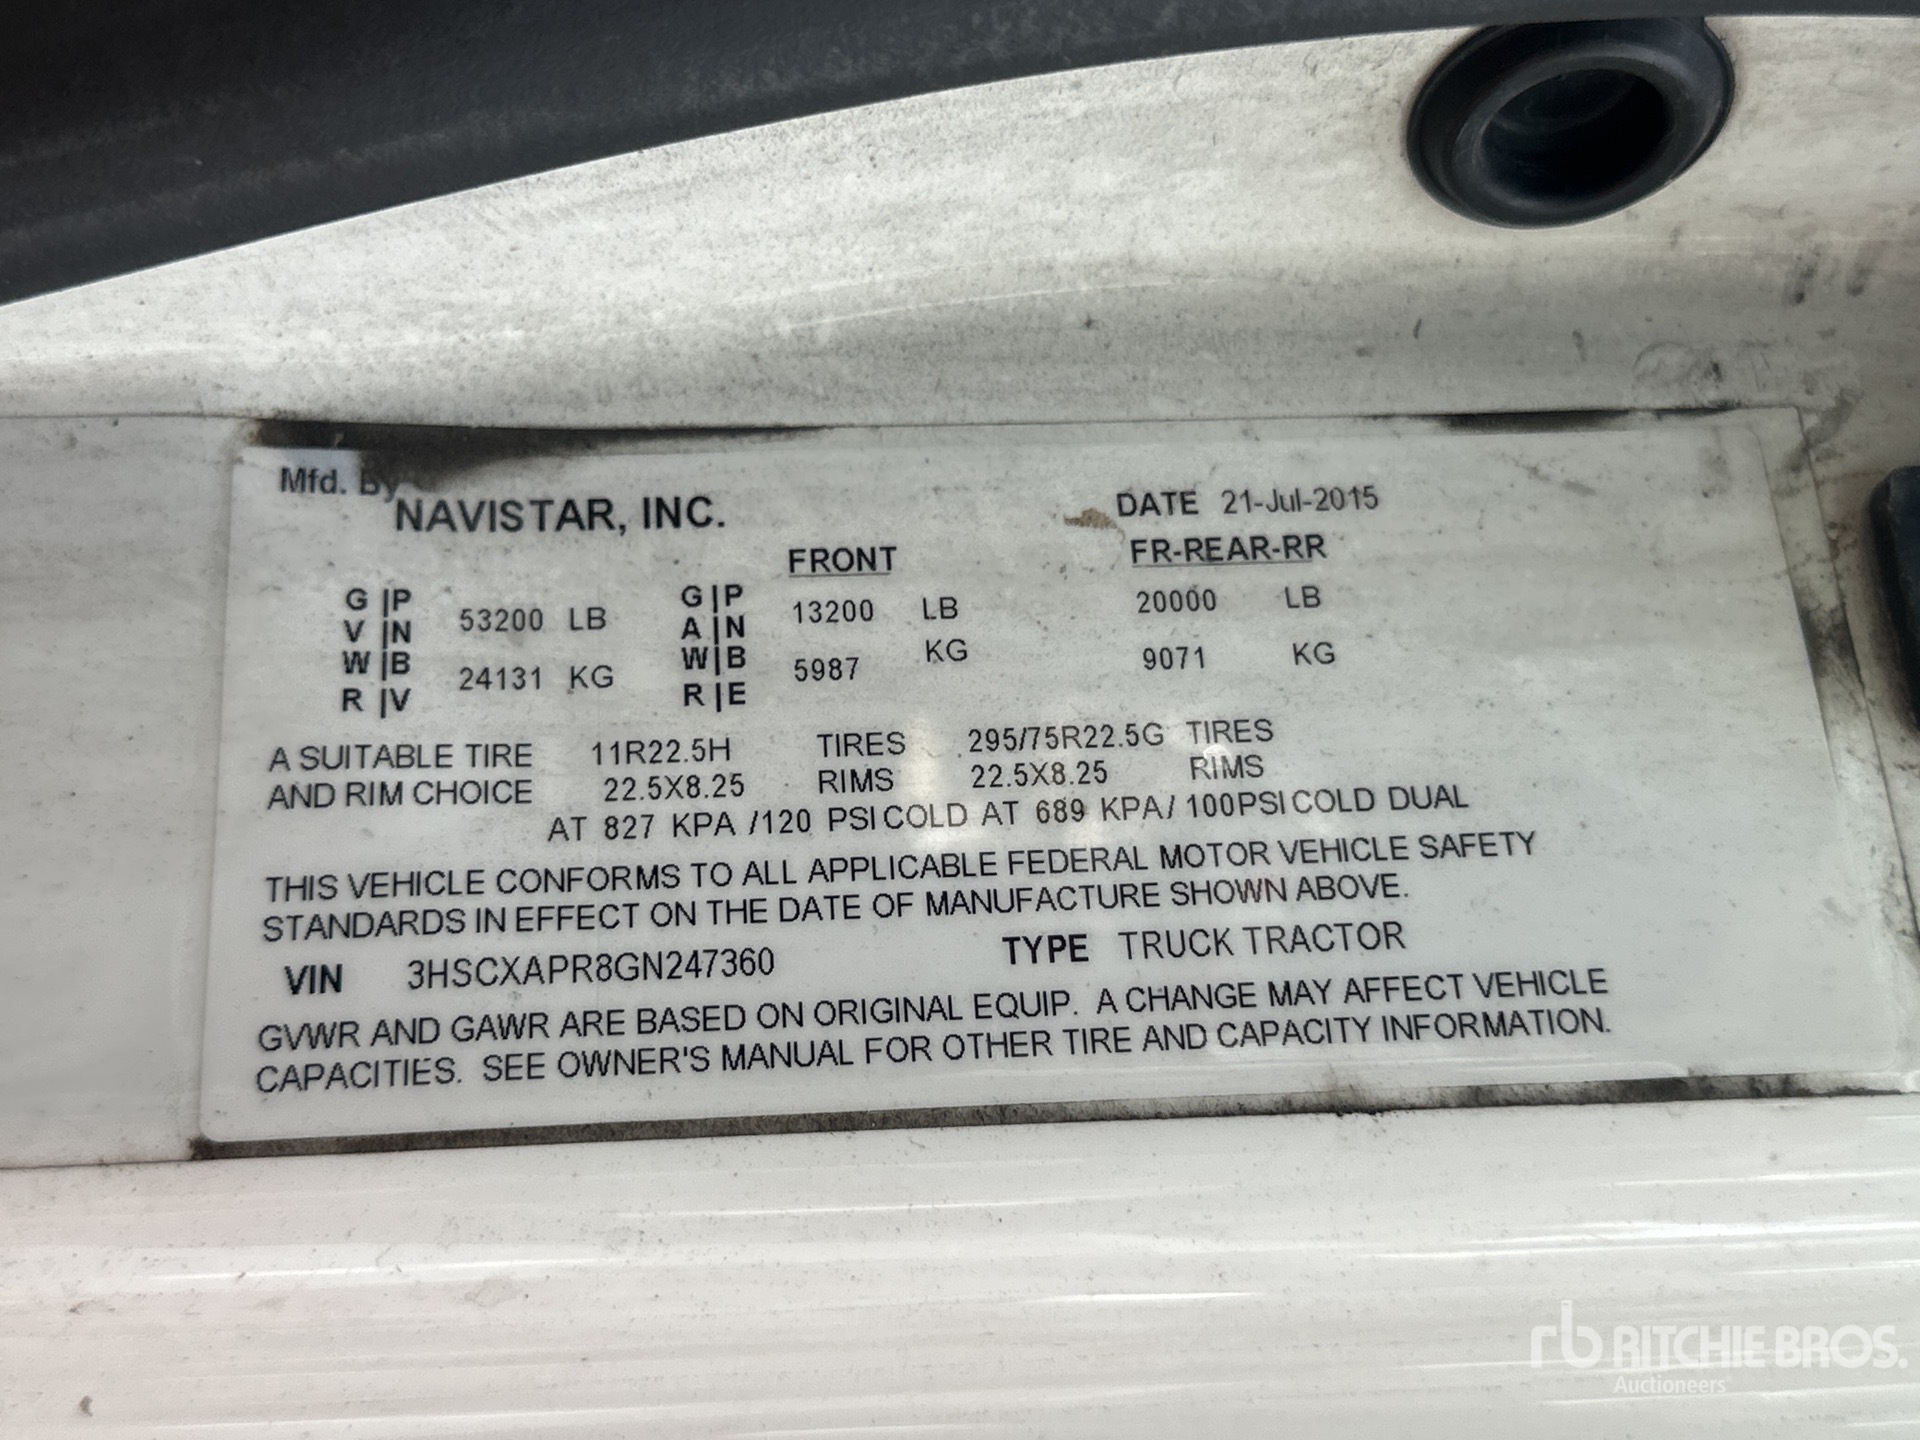 Mfd. By
NAVISTAR, INC. DATE 21-Jul-2015
FRONT FR-REAR-RR
G|P V|N W|B R|V 53200 LB 24131 KG G|P A|N W|B R|E 13200 LB 5987 KG 20000 LB 9071 KG
A SUITABLE TIRE 11R22.5H TIRES 295/75R22.5G TIRES
AND RIM CHOICE 22.5X8.25 RIMS 22.5X8.25 RIMS
AT 827 KPA /120 PSI COLD AT 689 KPA/ 100PSI COLD DUAL
THIS VEHICLE CONFORMS TO ALL APPLICABLE FEDERAL MOTOR VEHICLE SAFETY
STANDARDS IN EFFECT ON THE DATE OF MANUFACTURE SHOWN ABOVE.
VIN 3HSCXAPR8GN247360 TYPE TRUCK TRACTOR
GVWR AND GAWR ARE BASED ON ORIGINAL EQUIP. A CHANGE MAY AFFECT VEHICLE
CAPACITIES. SEE OWNER'S MANUAL FOR OTHER TIRE AND CAPACITY INFORMATION.
rb RITCHIE BROS.
Auctioneers